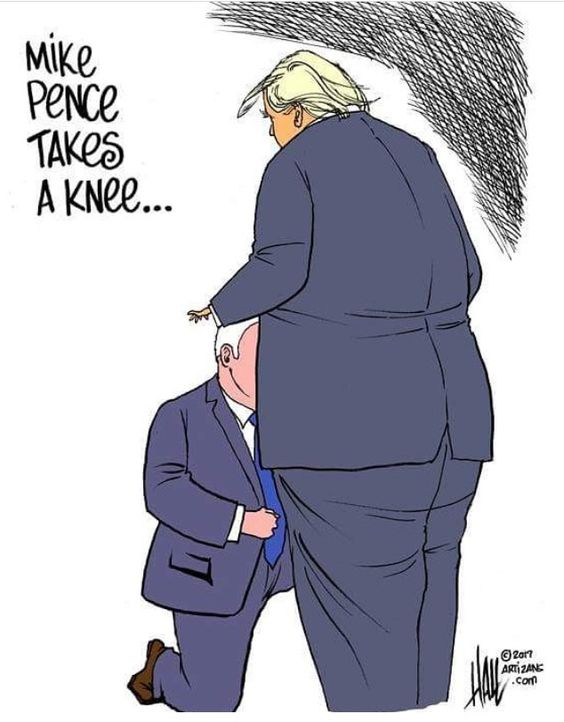 MiKe
PeNCe
TAKes
A KNee...
Hall
© 2017
ARTiZANS
.com